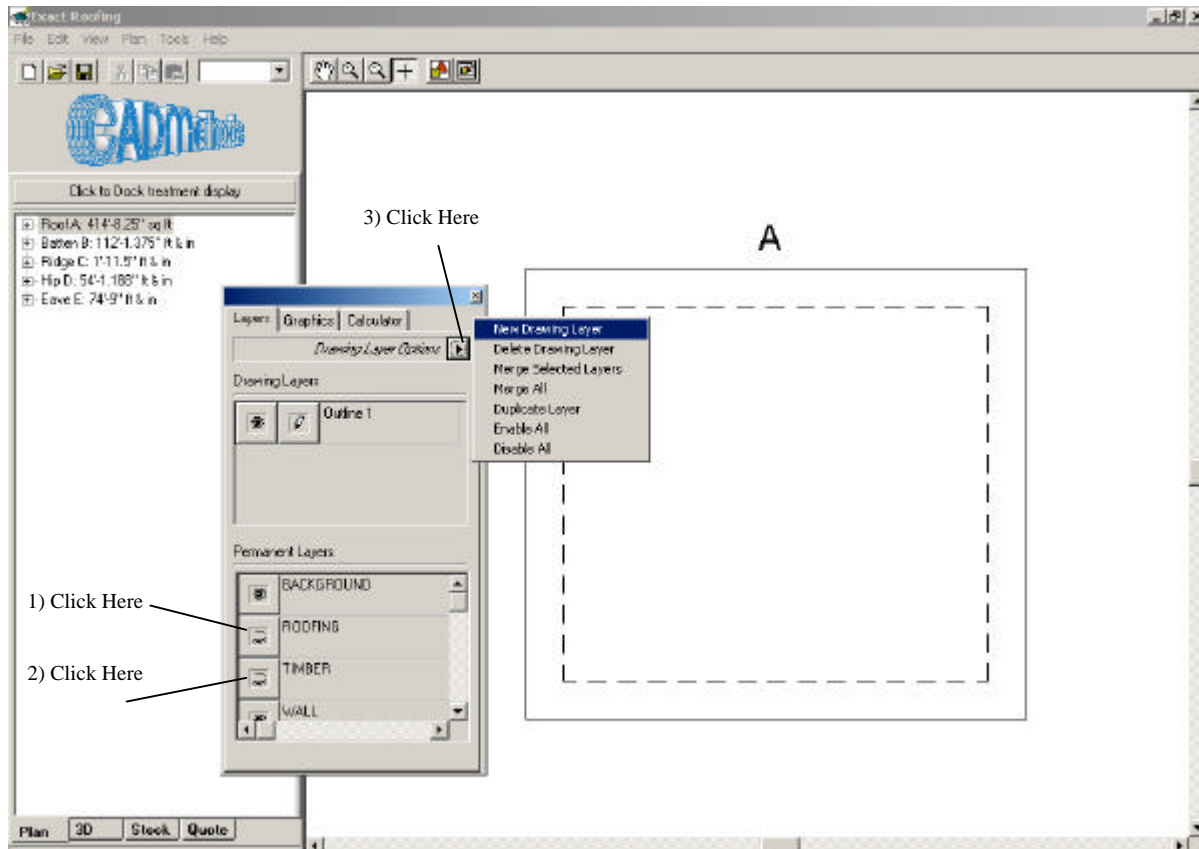 Exact Roofing
File Edit View Plan Tools Help
CADMethods
Click to Dock treatment display
Roof A: 414'-8.25" sq ft
Batten B: 112'-1.375" ft & in
Ridge C: 1'-11.5" ft & in
Hip D: 54'-1.188" ft & in
Eave E: 74'-9" ft & in
3) Click Here
A
Layers Graphics Calculator
Drawing Layer Options
New Drawing Layer
Delete Drawing Layer
Merge Selected Layers
Merge All
Duplicate Layer
Enable All
Disable All
Drawing Layers
Outline 1
Permanent Layers
BACKGROUND
1) Click Here
ROOFING
2) Click Here
TIMBER
WALL
Plan 3D Stock Quote